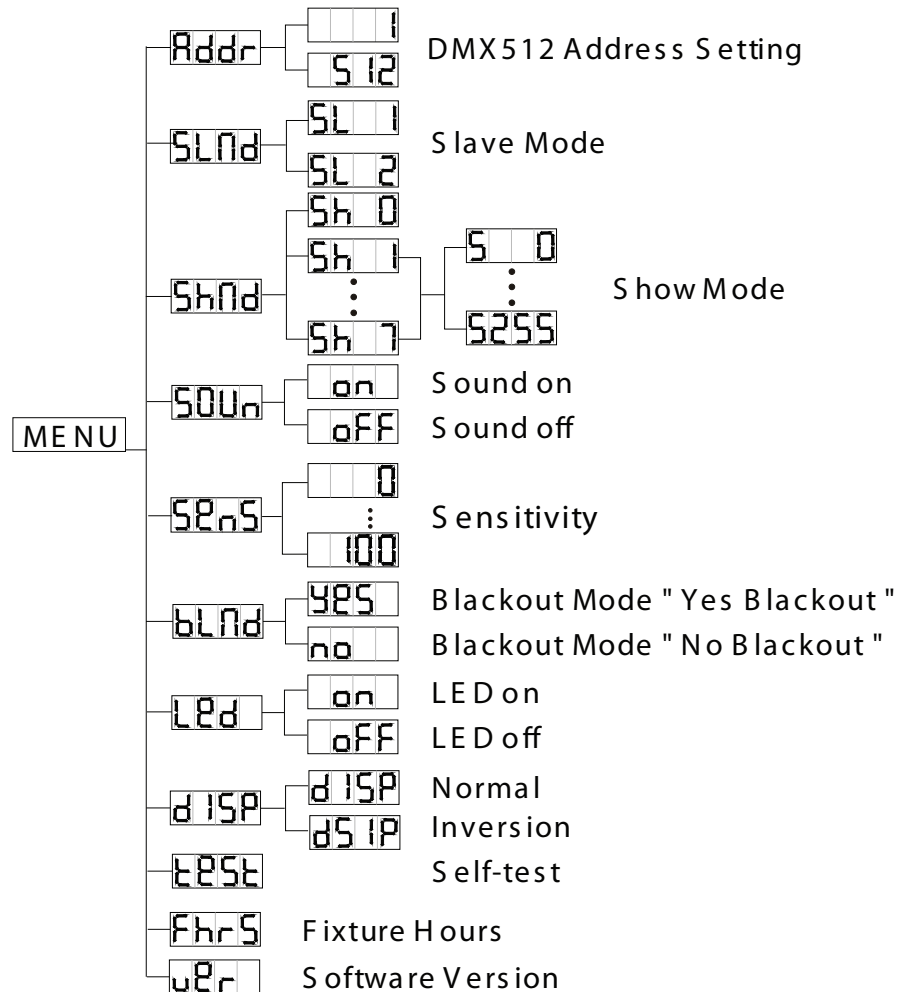 Addr
1
512
DMX512 Address Setting
SLMd
SL 1
SL 2
Slave Mode
ShMd
Sh 0
Sh 1
Sh 7
S 0
S255
Show Mode
SOUn
on
oFF
Sound on
Sound off
MENU
SenS
0
100
Sensitivity
bLMd
yes
no
Blackout Mode "Yes Blackout"
Blackout Mode "No Blackout"
Led
on
oFF
LED on
LED off
dISP
dISP
dSIP
Normal
Inversion
teSt
Self-test
FhrS
Fixture Hours
ver
Software Version